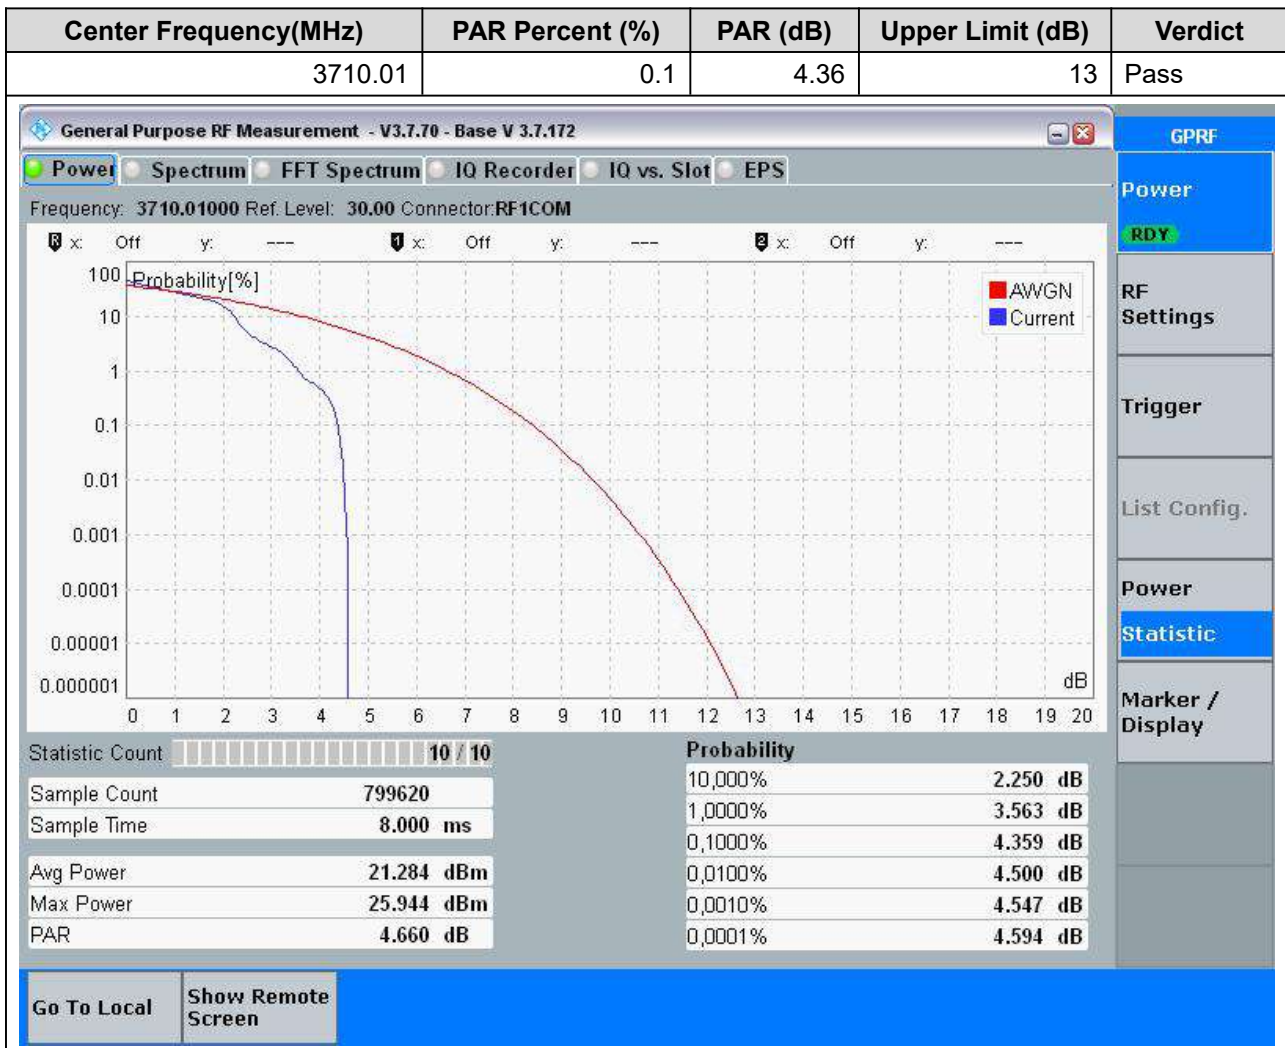 Center Frequency(MHz) PAR Percent (%) PAR (dB) Upper Limit (dB) Verdict
3710.01 0.1 4.36 13 Pass
General Purpose RF Measurement - V3.7.70 - Base V 3.7.172
GPRF
Power Spectrum FFT Spectrum IQ Recorder IQ vs. Slot EPS
Power
RDY
Frequency: 3710.01000 Ref. Level: 30.00 Connector:RF1COM
R x: Off y: --- 1 x: Off y: --- 2 x: Off y: ---
Probability[%]
100
10
1
0.1
0.01
0.001
0.0001
0.00001
0.000001
AWGN
Current
dB
0 1 2 3 4 5 6 7 8 9 10 11 12 13 14 15 16 17 18 19 20
RF
Settings
Trigger
List Config.
Power
Statistic
Marker /
Display
Statistic Count 10 / 10
Sample Count 799620
Sample Time 8.000 ms
Avg Power 21.284 dBm
Max Power 25.944 dBm
PAR 4.660 dB
Probability
10,000% 2.250 dB
1,0000% 3.563 dB
0,1000% 4.359 dB
0,0100% 4.500 dB
0,0010% 4.547 dB
0,0001% 4.594 dB
Go To Local
Show Remote
Screen